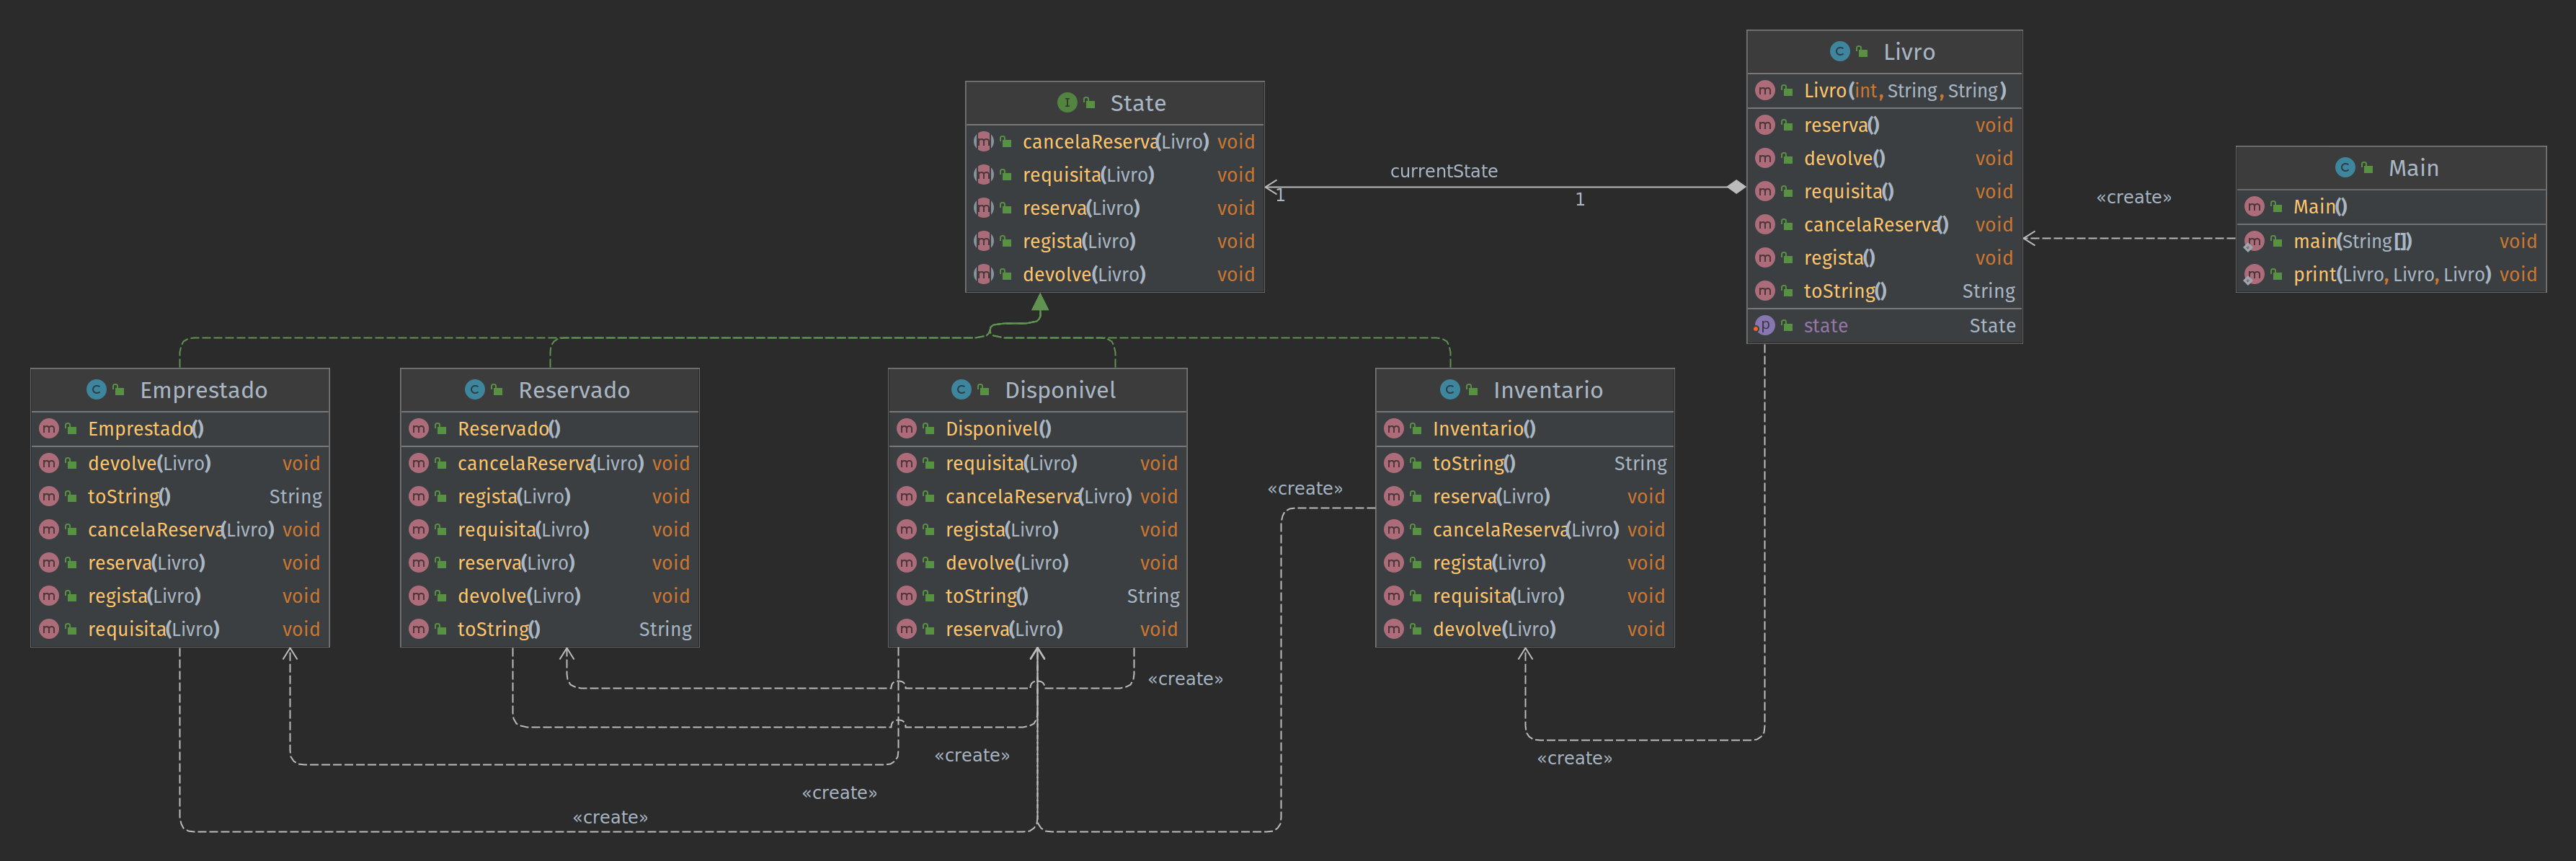 State
cancelaReserva(Livro) void
requisita(Livro) void
reserva(Livro) void
regista(Livro) void
devolve(Livro) void
currentState
1
1
Livro
Livro(int, String, String)
reserva() void
devolve() void
requisita() void
cancelaReserva() void
regista() void
toString() String
state State
«create»
Main
Main()
main(String[]) void
print(Livro, Livro, Livro) void
Emprestado
Emprestado()
devolve(Livro) void
toString() String
cancelaReserva(Livro) void
reserva(Livro) void
regista(Livro) void
requisita(Livro) void
Reservado
Reservado()
cancelaReserva(Livro) void
regista(Livro) void
requisita(Livro) void
reserva(Livro) void
devolve(Livro) void
toString() String
Disponivel
Disponivel()
requisita(Livro) void
cancelaReserva(Livro) void
regista(Livro) void
devolve(Livro) void
toString() String
reserva(Livro) void
«create»
Inventario
Inventario()
toString() String
reserva(Livro) void
cancelaReserva(Livro) void
regista(Livro) void
requisita(Livro) void
devolve(Livro) void
«create»
«create»
«create»
«create»
«create»